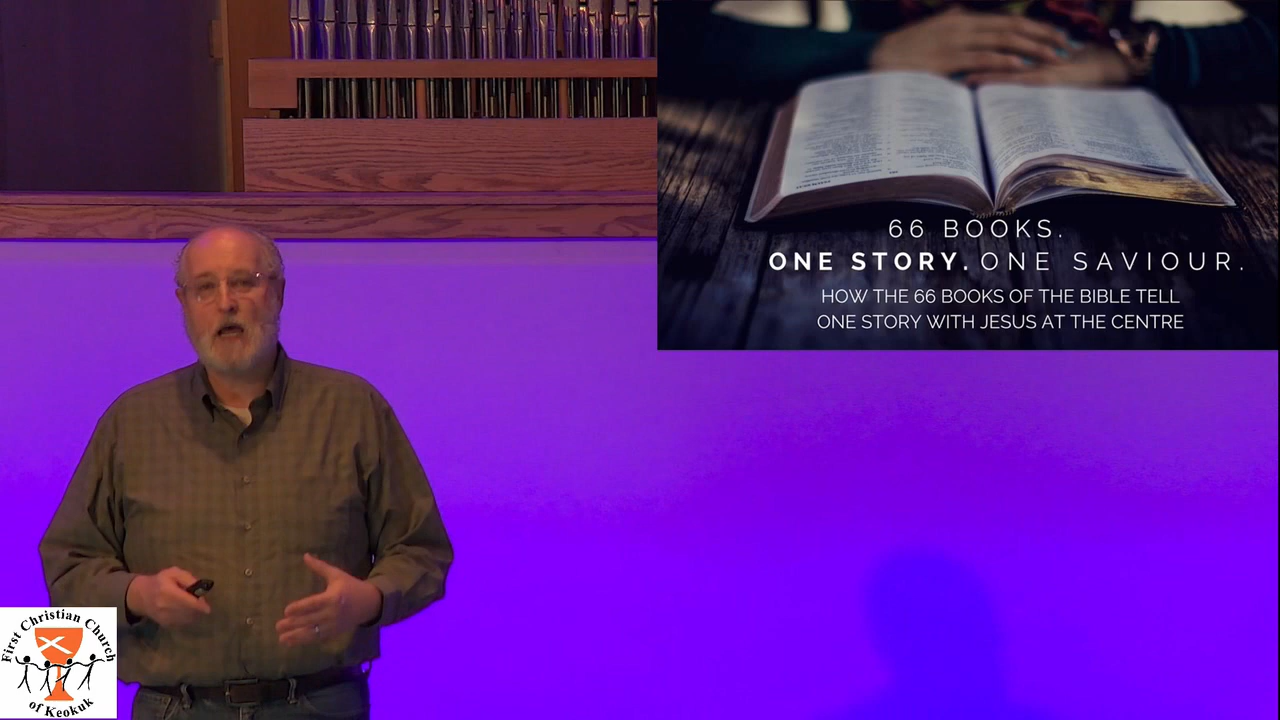 66 BOOKS.
ONE STORY. ONE SAVIOUR.
HOW THE 66 BOOKS OF THE BIBLE TELL
ONE STORY WITH JESUS AT THE CENTRE
First Christian Church
of Keokuk